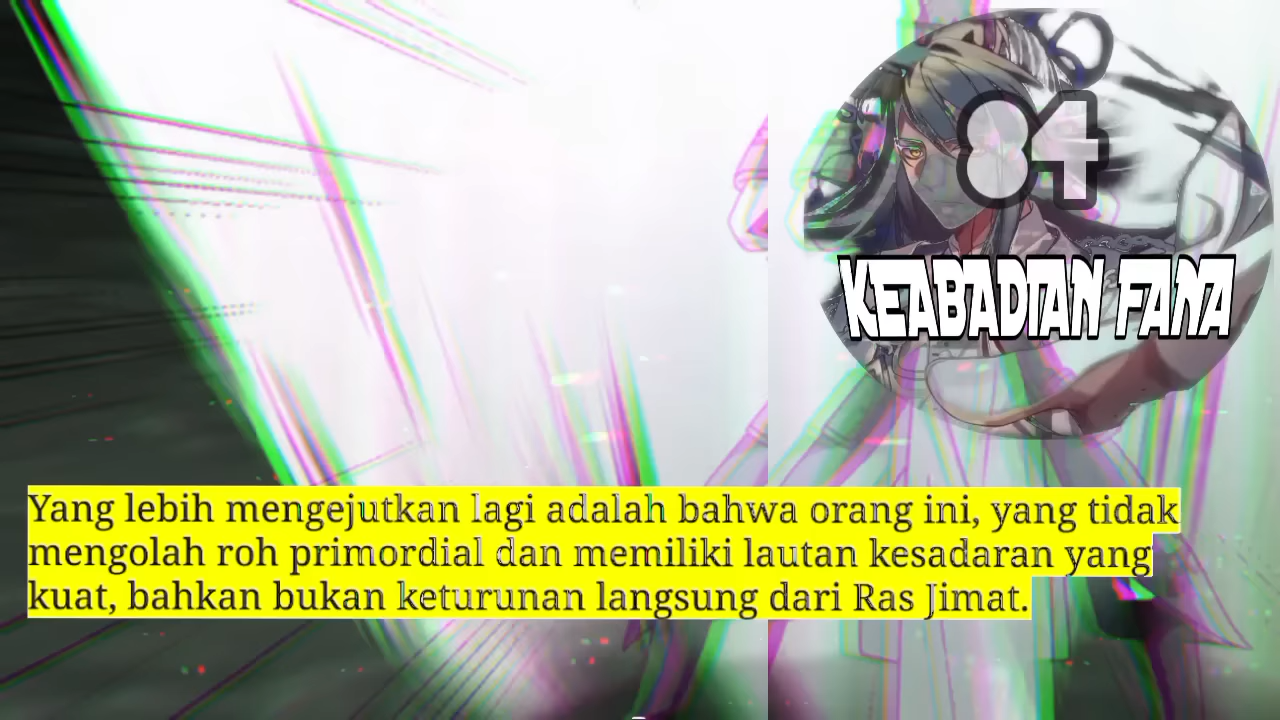 84
KEABADIAN FANA
Yang lebih mengejutkan lagi adalah bahwa orang ini, yang tidak
mengolah roh primordial dan memiliki lautan kesadaran yang
kuat, bahkan bukan keturunan langsung dari Ras Jimat.